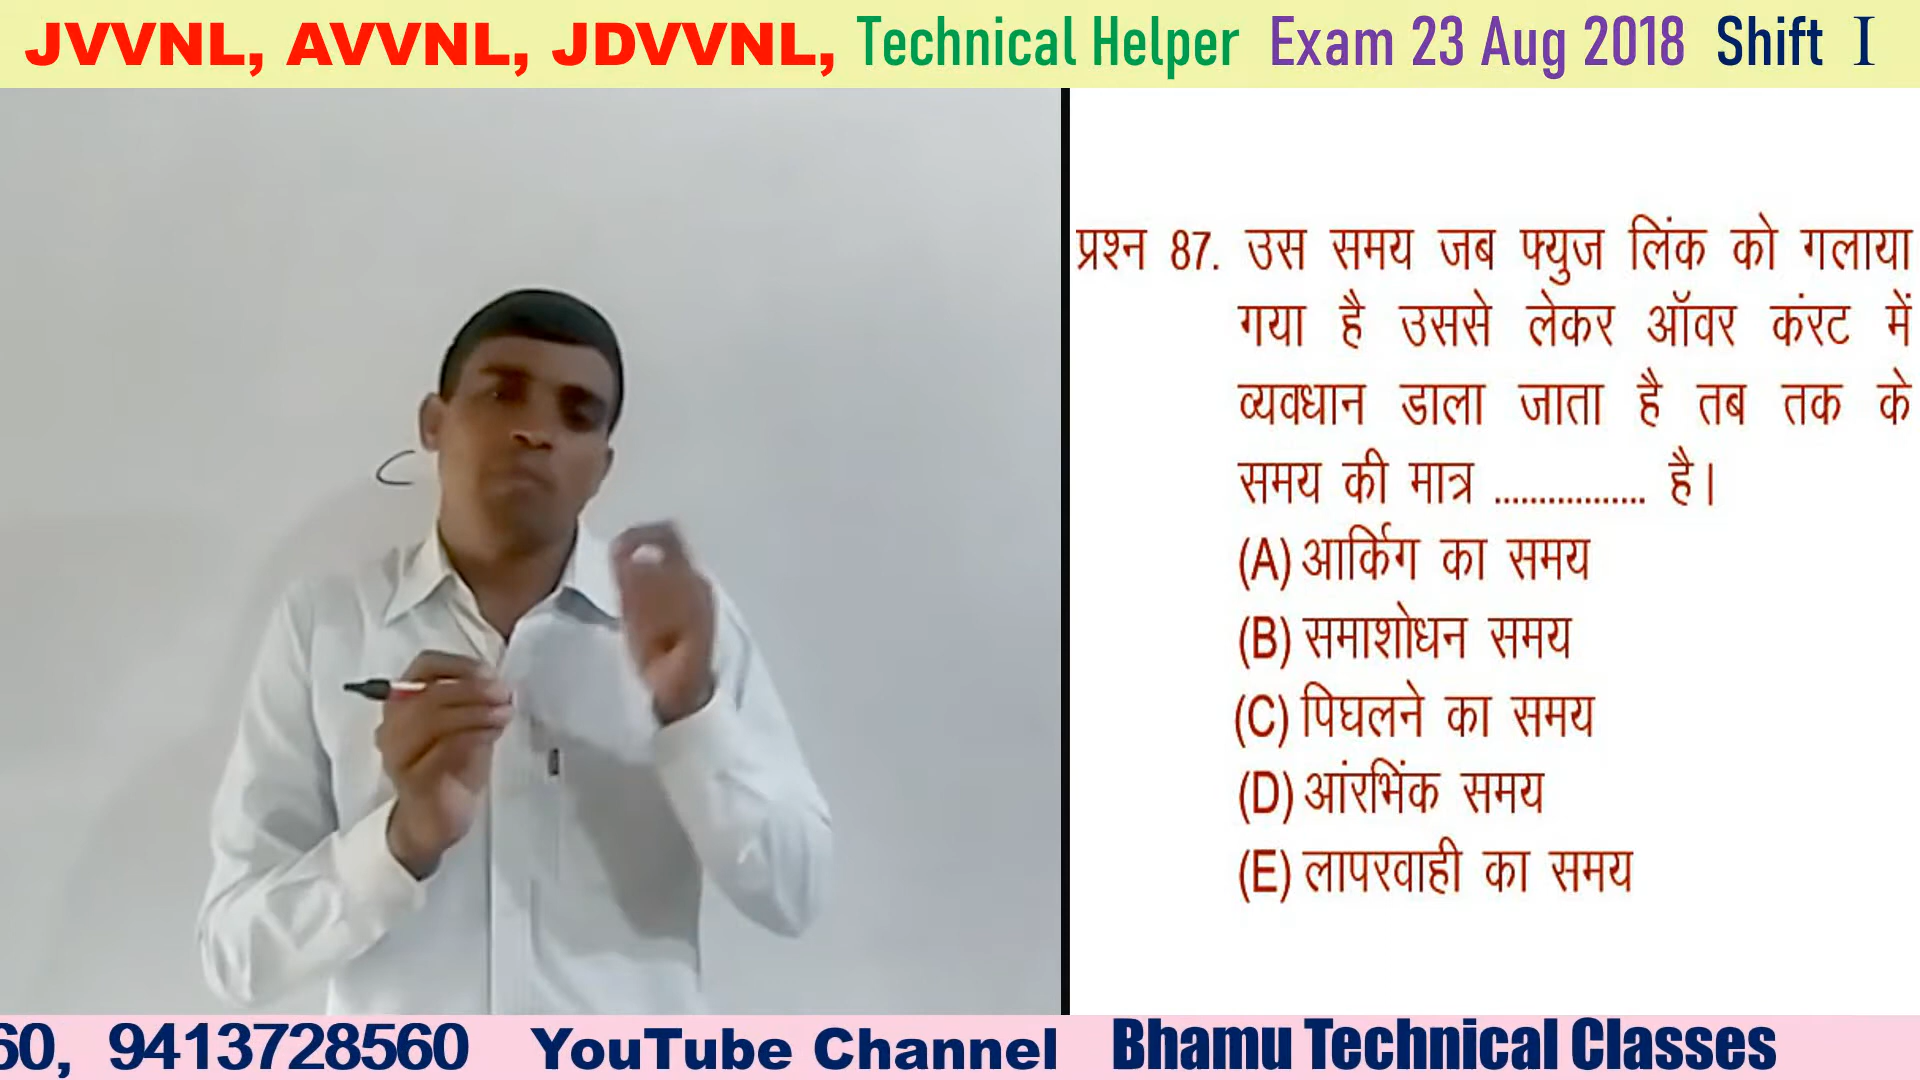 JVVNL, AVVNL, JDVVNL, Technical Helper Exam 23 Aug 2018 Shift I
प्रश्न 87. उस समय जब फ्युज लिंक को गलाया
गया है उससे लेकर ऑवर कंरट में
व्यवधान डाला जाता है तब तक के
समय की मात्र ................. है।
(A) आर्किग का समय
(B) समाशोधन समय
(C) पिघलने का समय
(D) आंरभिंक समय
(E) लापरवाही का समय
60, 9413728560 YouTube Channel Bhamu Technical Classes